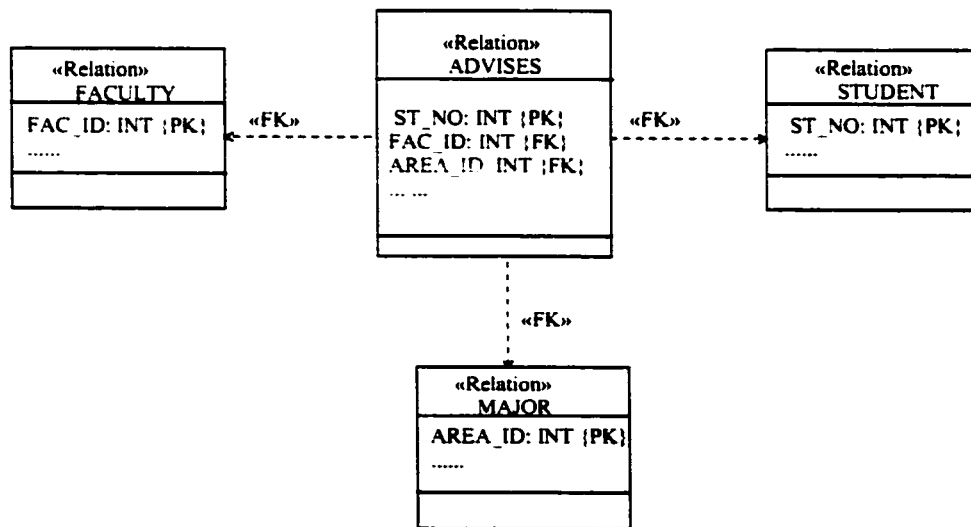 «Relation»
FACULTY
FAC_ID: INT {PK}
......
«FK»
«Relation»
ADVISES
ST_NO: INT {PK}
FAC_ID: INT {FK}
AREA_ID: INT {FK}
... ...
«FK»
«Relation»
STUDENT
ST_NO: INT {PK}
......
«FK»
«Relation»
MAJOR
AREA_ID: INT {PK}
......